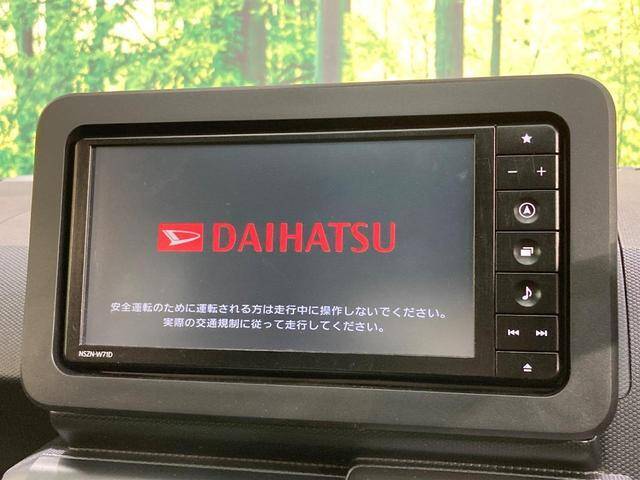 DAIHATSU
安全運転のために運転される方は走行中に操作しないでください。
実際の交通規制に従って走行してください。
NSZN-W71D